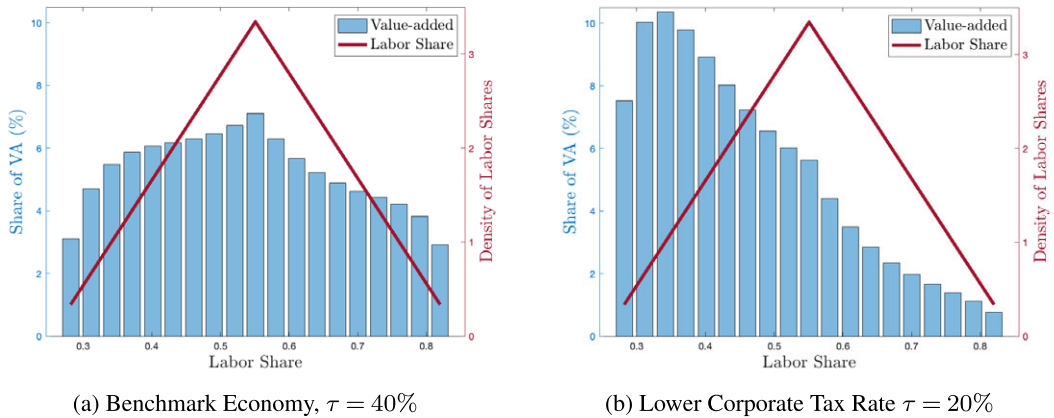 Value-added
Labor Share
Share of VA (%)
10
8
6
4
2
0
Density of Labor Shares
3
2
1
0
0.3 0.4 0.5 0.6 0.7 0.8
Labor Share
(a) Benchmark Economy, τ = 40%
Value-added
Labor Share
Share of VA (%)
10
8
6
4
2
0
Density of Labor Shares
3
2
1
0
0.3 0.4 0.5 0.6 0.7 0.8
Labor Share
(b) Lower Corporate Tax Rate τ = 20%